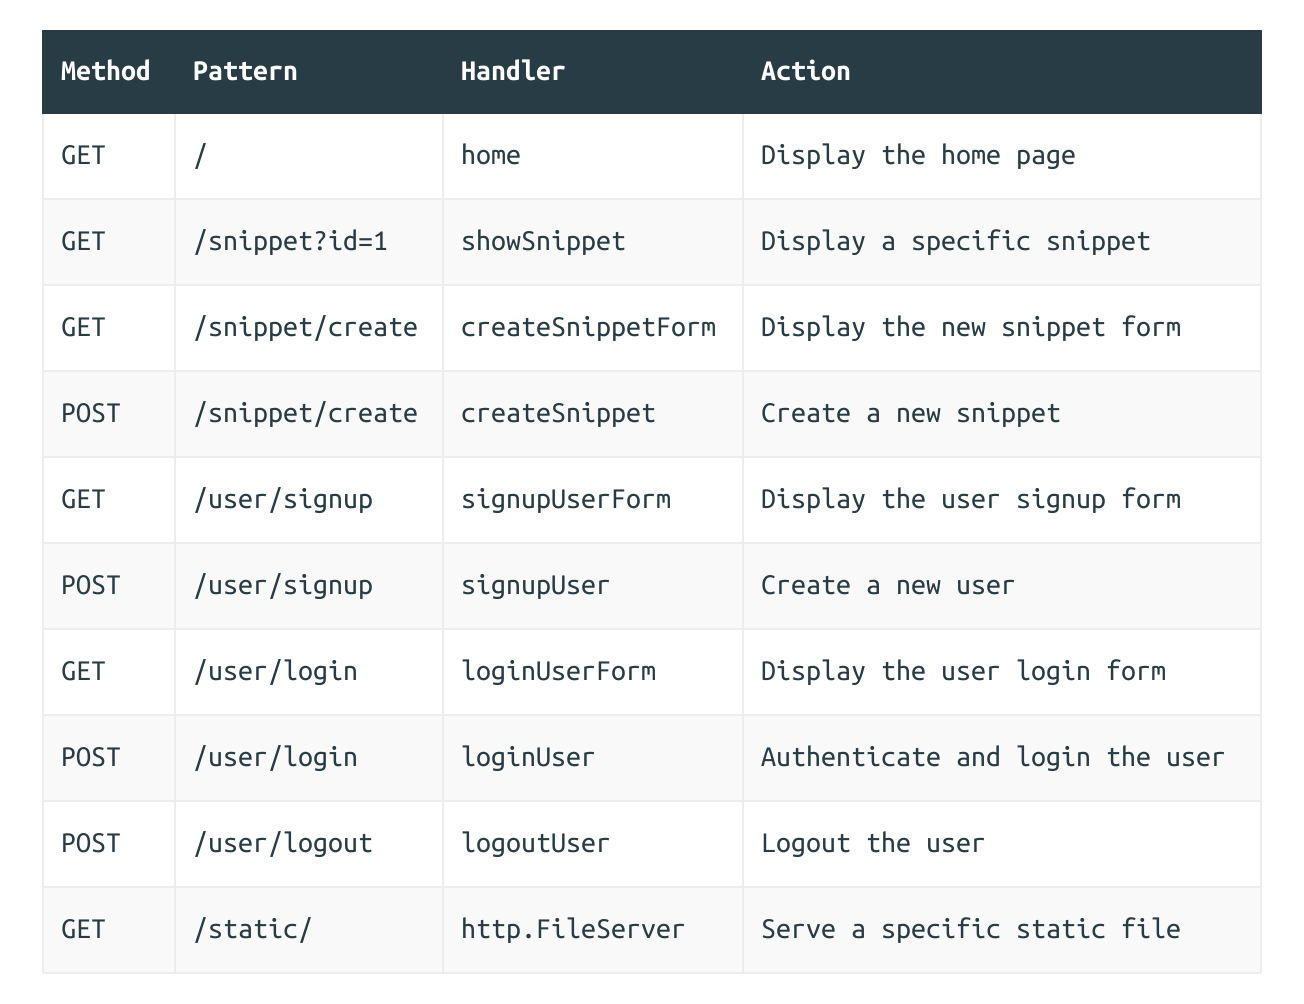 Method Pattern Handler Action
GET / home Display the home page
GET /snippet?id=1 showSnippet Display a specific snippet
GET /snippet/create createSnippetForm Display the new snippet form
POST /snippet/create createSnippet Create a new snippet
GET /user/signup signupUserForm Display the user signup form
POST /user/signup signupUser Create a new user
GET /user/login loginUserForm Display the user login form
POST /user/login loginUser Authenticate and login the user
POST /user/logout logoutUser Logout the user
GET /static/ http.FileServer Serve a specific static file